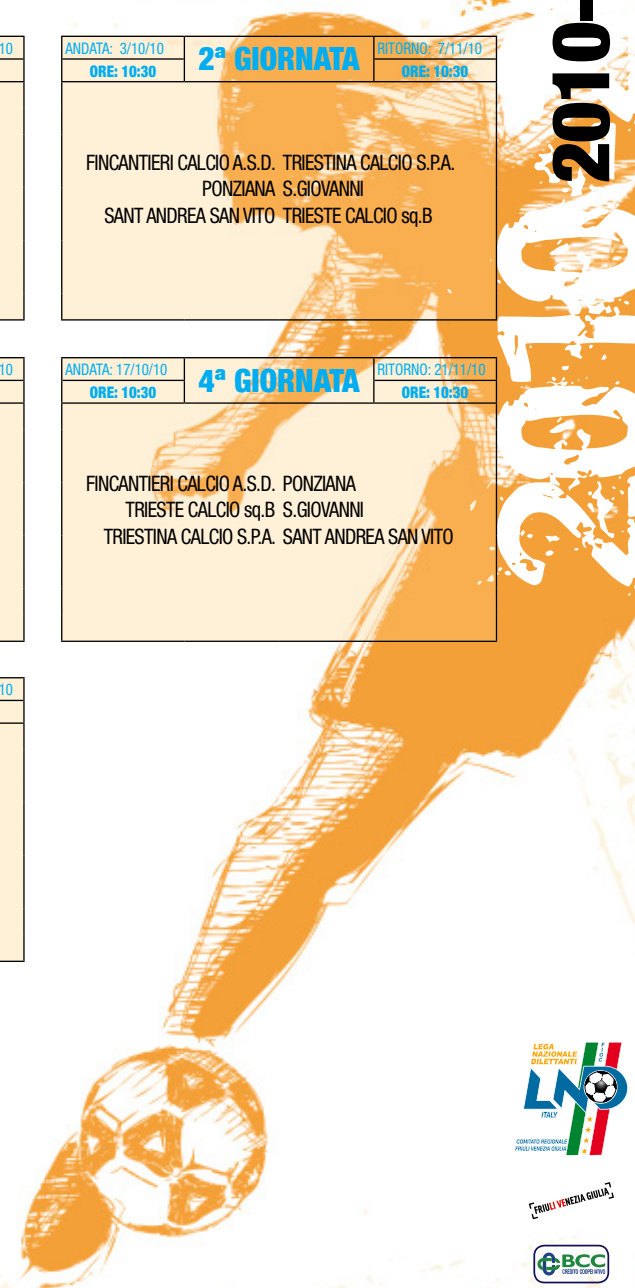 2010-
2010
10
ANDATA: 3/10/10
2ª GIORNATA
RITORNO: 7/11/10
ORE: 10:30
ORE: 10:30
FINCANTIERI CALCIO A.S.D. TRIESTINA CALCIO S.P.A.
PONZIANA S.GIOVANNI
SANT ANDREA SAN VITO TRIESTE CALCIO sq.B
10
ANDATA: 17/10/10
4ª GIORNATA
RITORNO: 21/11/10
ORE: 10:30
ORE: 10:30
FINCANTIERI CALCIO A.S.D. PONZIANA
TRIESTE CALCIO sq.B S.GIOVANNI
TRIESTINA CALCIO S.P.A. SANT ANDREA SAN VITO
10
LEGA
NAZIONALE
DILETTANTI
FIGC
LND
ITALY
COMITATO REGIONALE
FRIULI VENEZIA GIULIA
FRIULI VENEZIA GIULIA
BCC
CREDITO COOPERATIVO